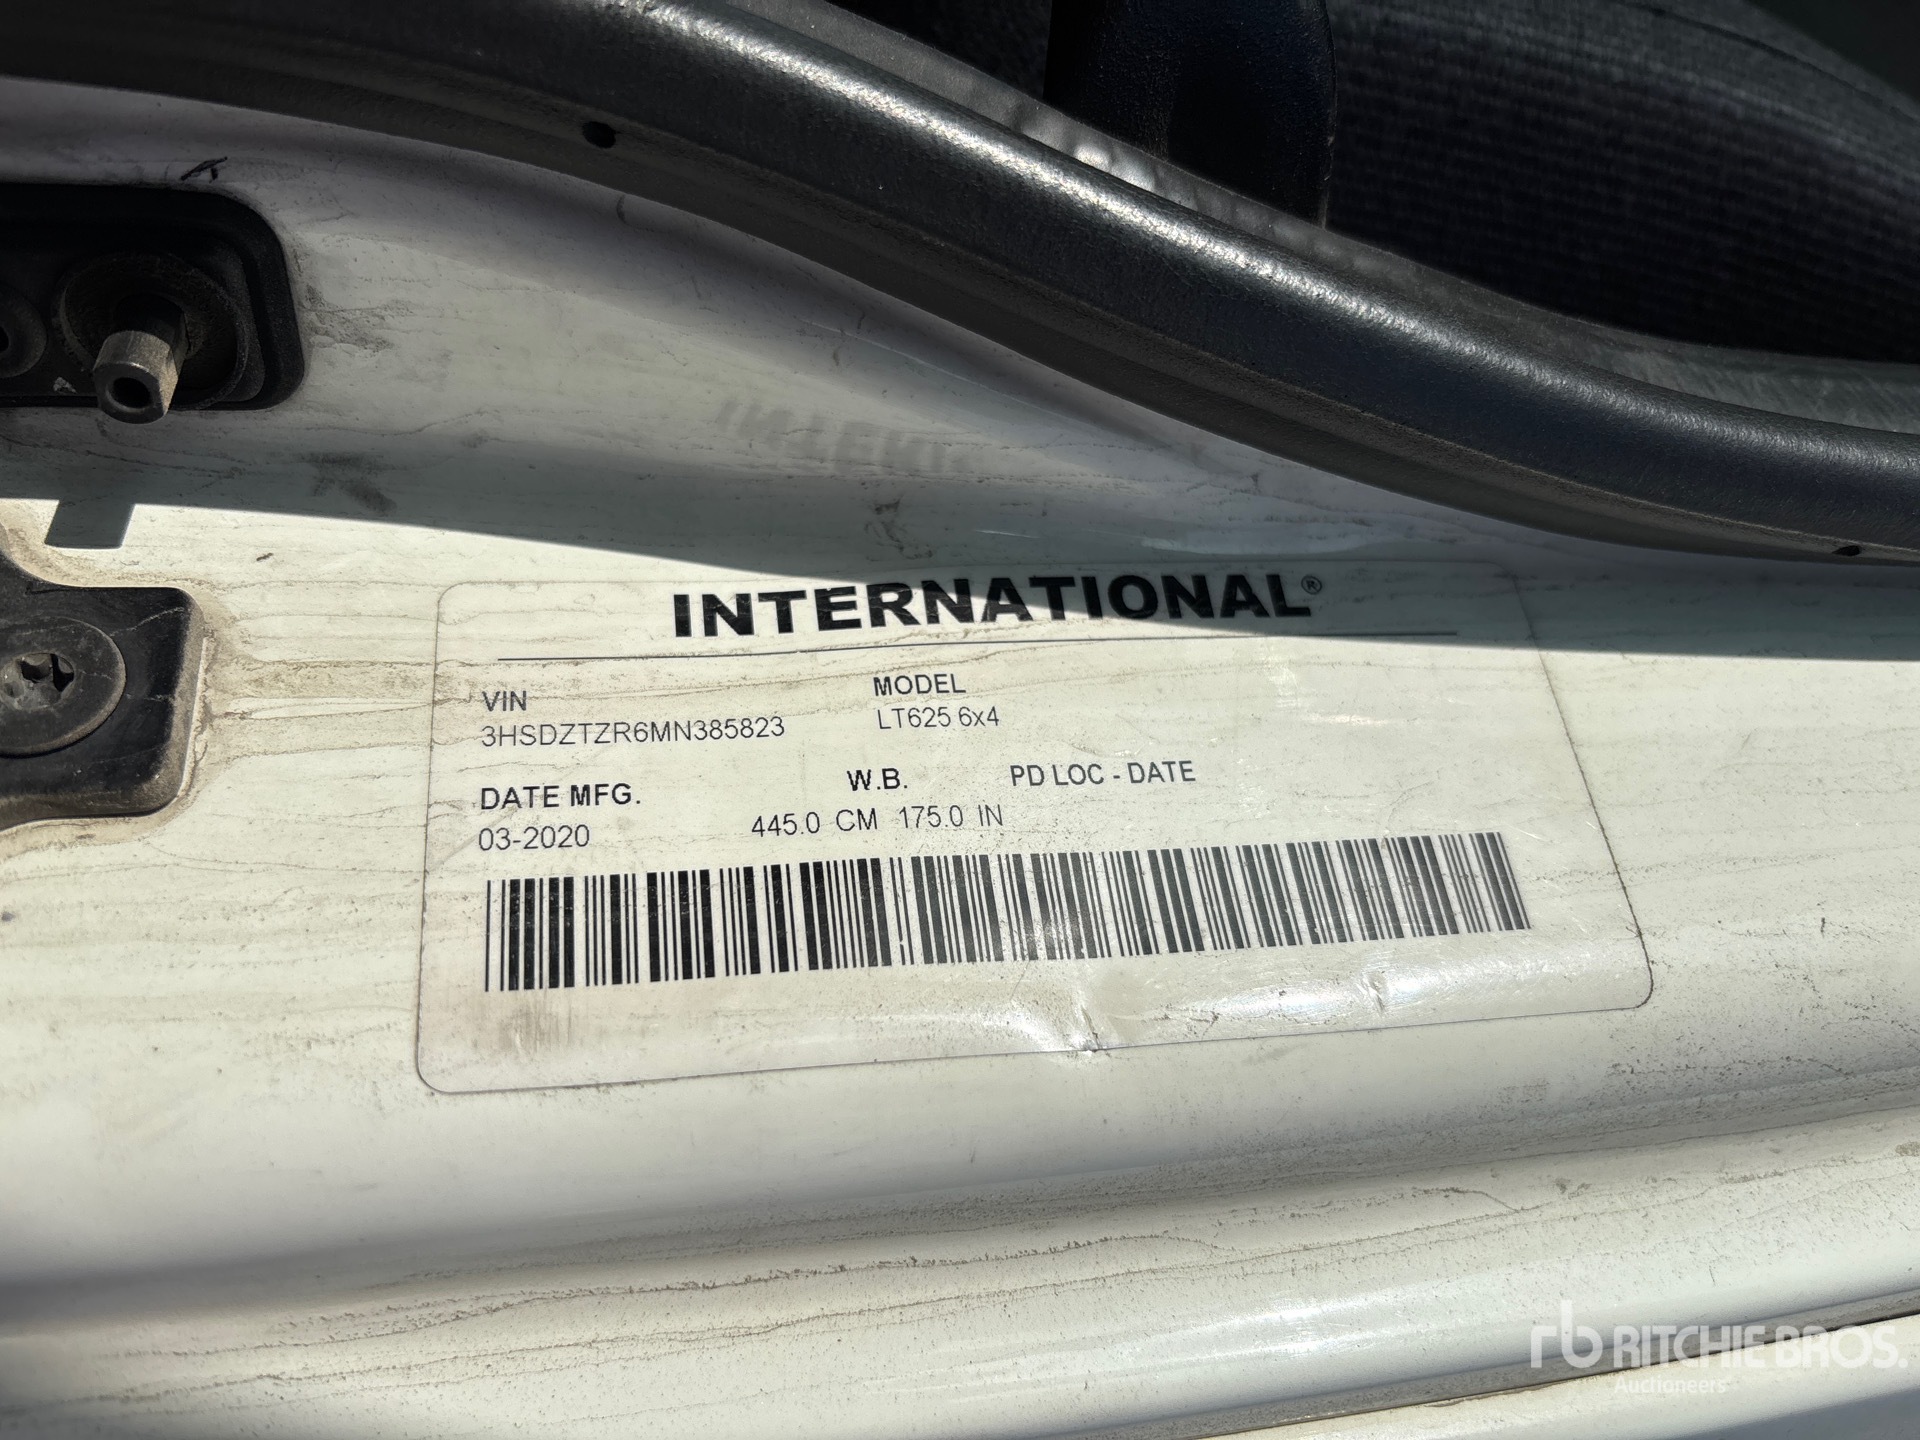 INTERNATIONAL®
VIN
3HSDZTZR6MN385823
MODEL
LT625 6x4
DATE MFG.
03-2020
W.B.
445.0 CM 175.0 IN
PD LOC - DATE
rb RITCHIE BROS.
Auctioneers